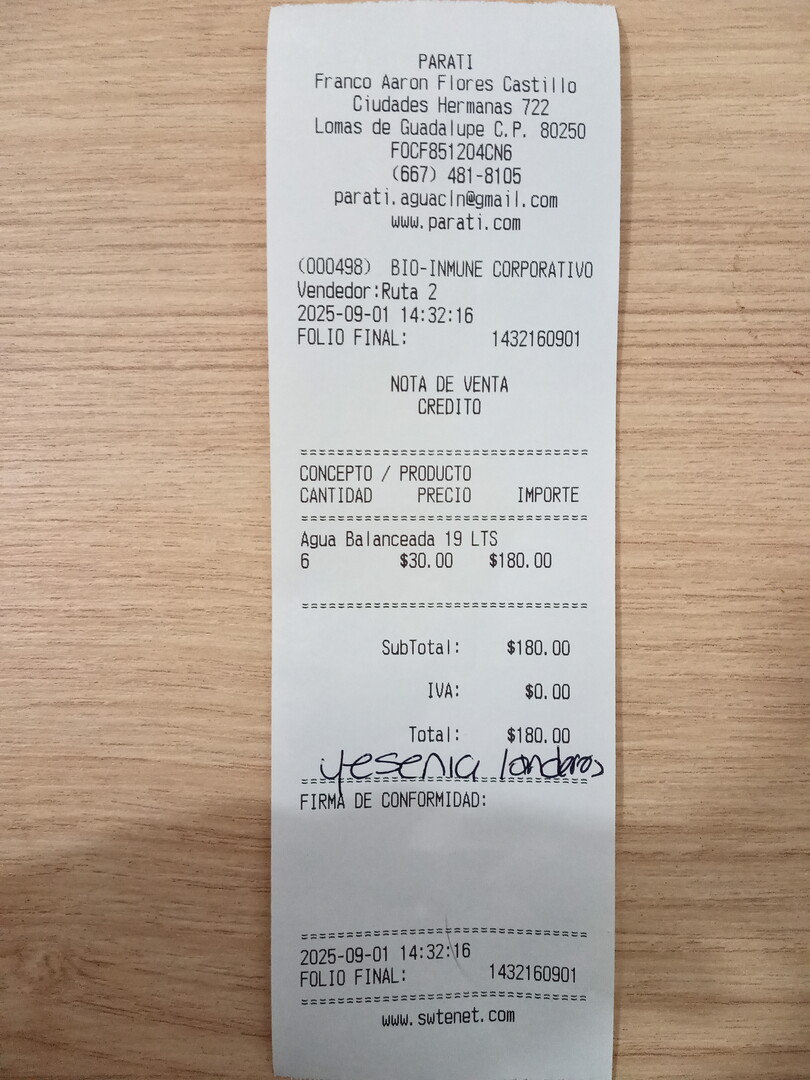 PARATI
Franco Aaron Flores Castillo
Ciudades Hermanas 722
Lomas de Guadalupe C.P. 80250
FOCF851204CN6
(667) 481-8105
parati.aguacln@gmail.com
www.parati.com
(000498) BIO-INMUNE CORPORATIVO
Vendedor:Ruta 2
2025-09-01 14:32:16
FOLIO FINAL: 1432160901
NOTA DE VENTA
CREDITO
CONCEPTO / PRODUCTO
CANTIDAD PRECIO IMPORTE
Agua Balanceada 19 LTS
6 $30.00 $180.00
SubTotal: $180.00
IVA: $0.00
Total: $180.00
yesenia londeros
FIRMA DE CONFORMIDAD:
2025-09-01 14:32:16
FOLIO FINAL: 1432160901
www.swtenet.com